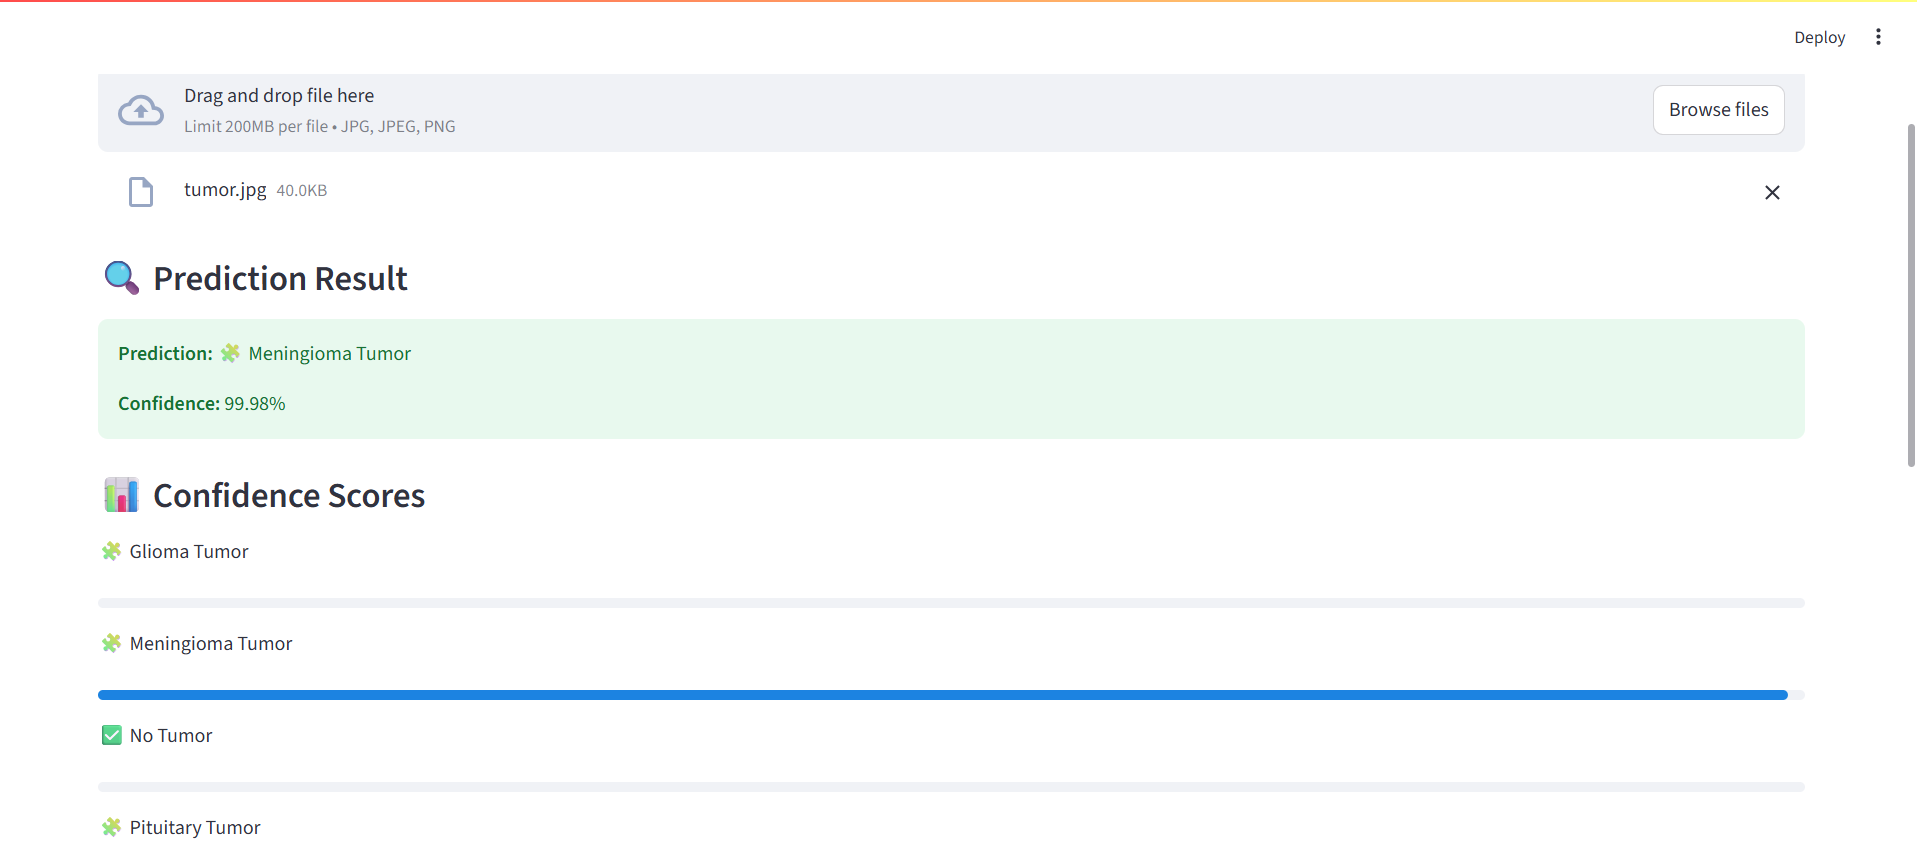 Deploy
Drag and drop file here
Limit 200MB per file • JPG, JPEG, PNG
Browse files
tumor.jpg 40.0KB
Prediction Result
Prediction: Meningioma Tumor
Confidence: 99.98%
Confidence Scores
Glioma Tumor
Meningioma Tumor
No Tumor
Pituitary Tumor